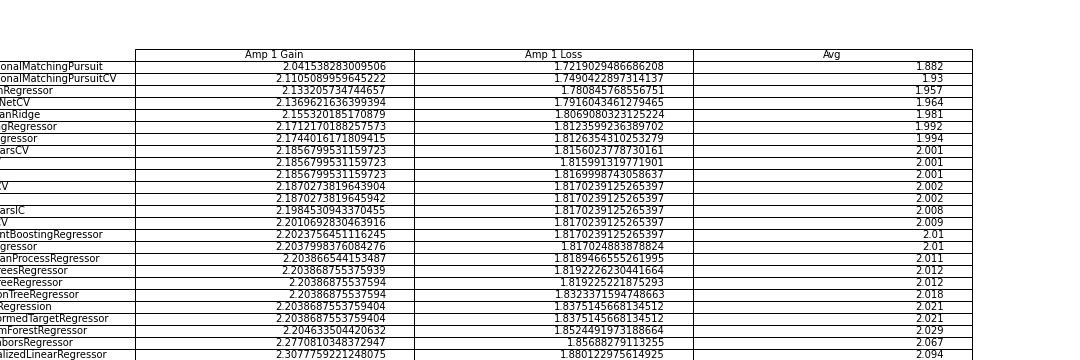 Amp 1 Gain Amp 1 Loss Avg
onalMatchingPursuit 2.041538283009506 1.7219029486686208 1.882
onalMatchingPursuitCV 2.1105089959645222 1.7490422897314137 1.93
nRegressor 2.133205734744657 1.780845768556751 1.957
NetCV 2.1369621636399394 1.7916043461279465 1.964
anRidge 2.155320185170879 1.8069080323125224 1.981
ngRegressor 2.1712170188257573 1.8123599236389702 1.992
gressor 2.1744016171809415 1.8126354310253279 1.994
arsCV 2.1856799531159723 1.8156023778730161 2.001
2.1856799531159723 1.815991319771901 2.001
2.1856799531159723 1.8169998743058637 2.001
CV 2.1870273819643904 1.8170239125265397 2.002
2.1870273819645942 1.8170239125265397 2.002
arsIC 2.1984530943370455 1.8170239125265397 2.008
CV 2.2010692830463916 1.8170239125265397 2.009
ntBoostingRegressor 2.2023756451116245 1.8170239125265397 2.01
gressor 2.2037998376084276 1.817024883878824 2.01
anProcessRegressor 2.203866544153487 1.8189466555261995 2.011
reesRegressor 2.203868755375939 1.8192226230441664 2.012
reeRegressor 2.20386875537594 1.819225221875293 2.012
onTreeRegressor 2.20386875537594 1.8323371594748663 2.018
Regression 2.2038687553759404 1.8375145668134512 2.021
ormedTargetRegressor 2.2038687553759404 1.8375145668134512 2.021
mForestRegressor 2.204633504420632 1.8524491973188664 2.029
hborsRegressor 2.2770810348372947 1.85688279113255 2.067
alizedLinearRegressor 2.3077759221248075 1.880122975614925 2.094